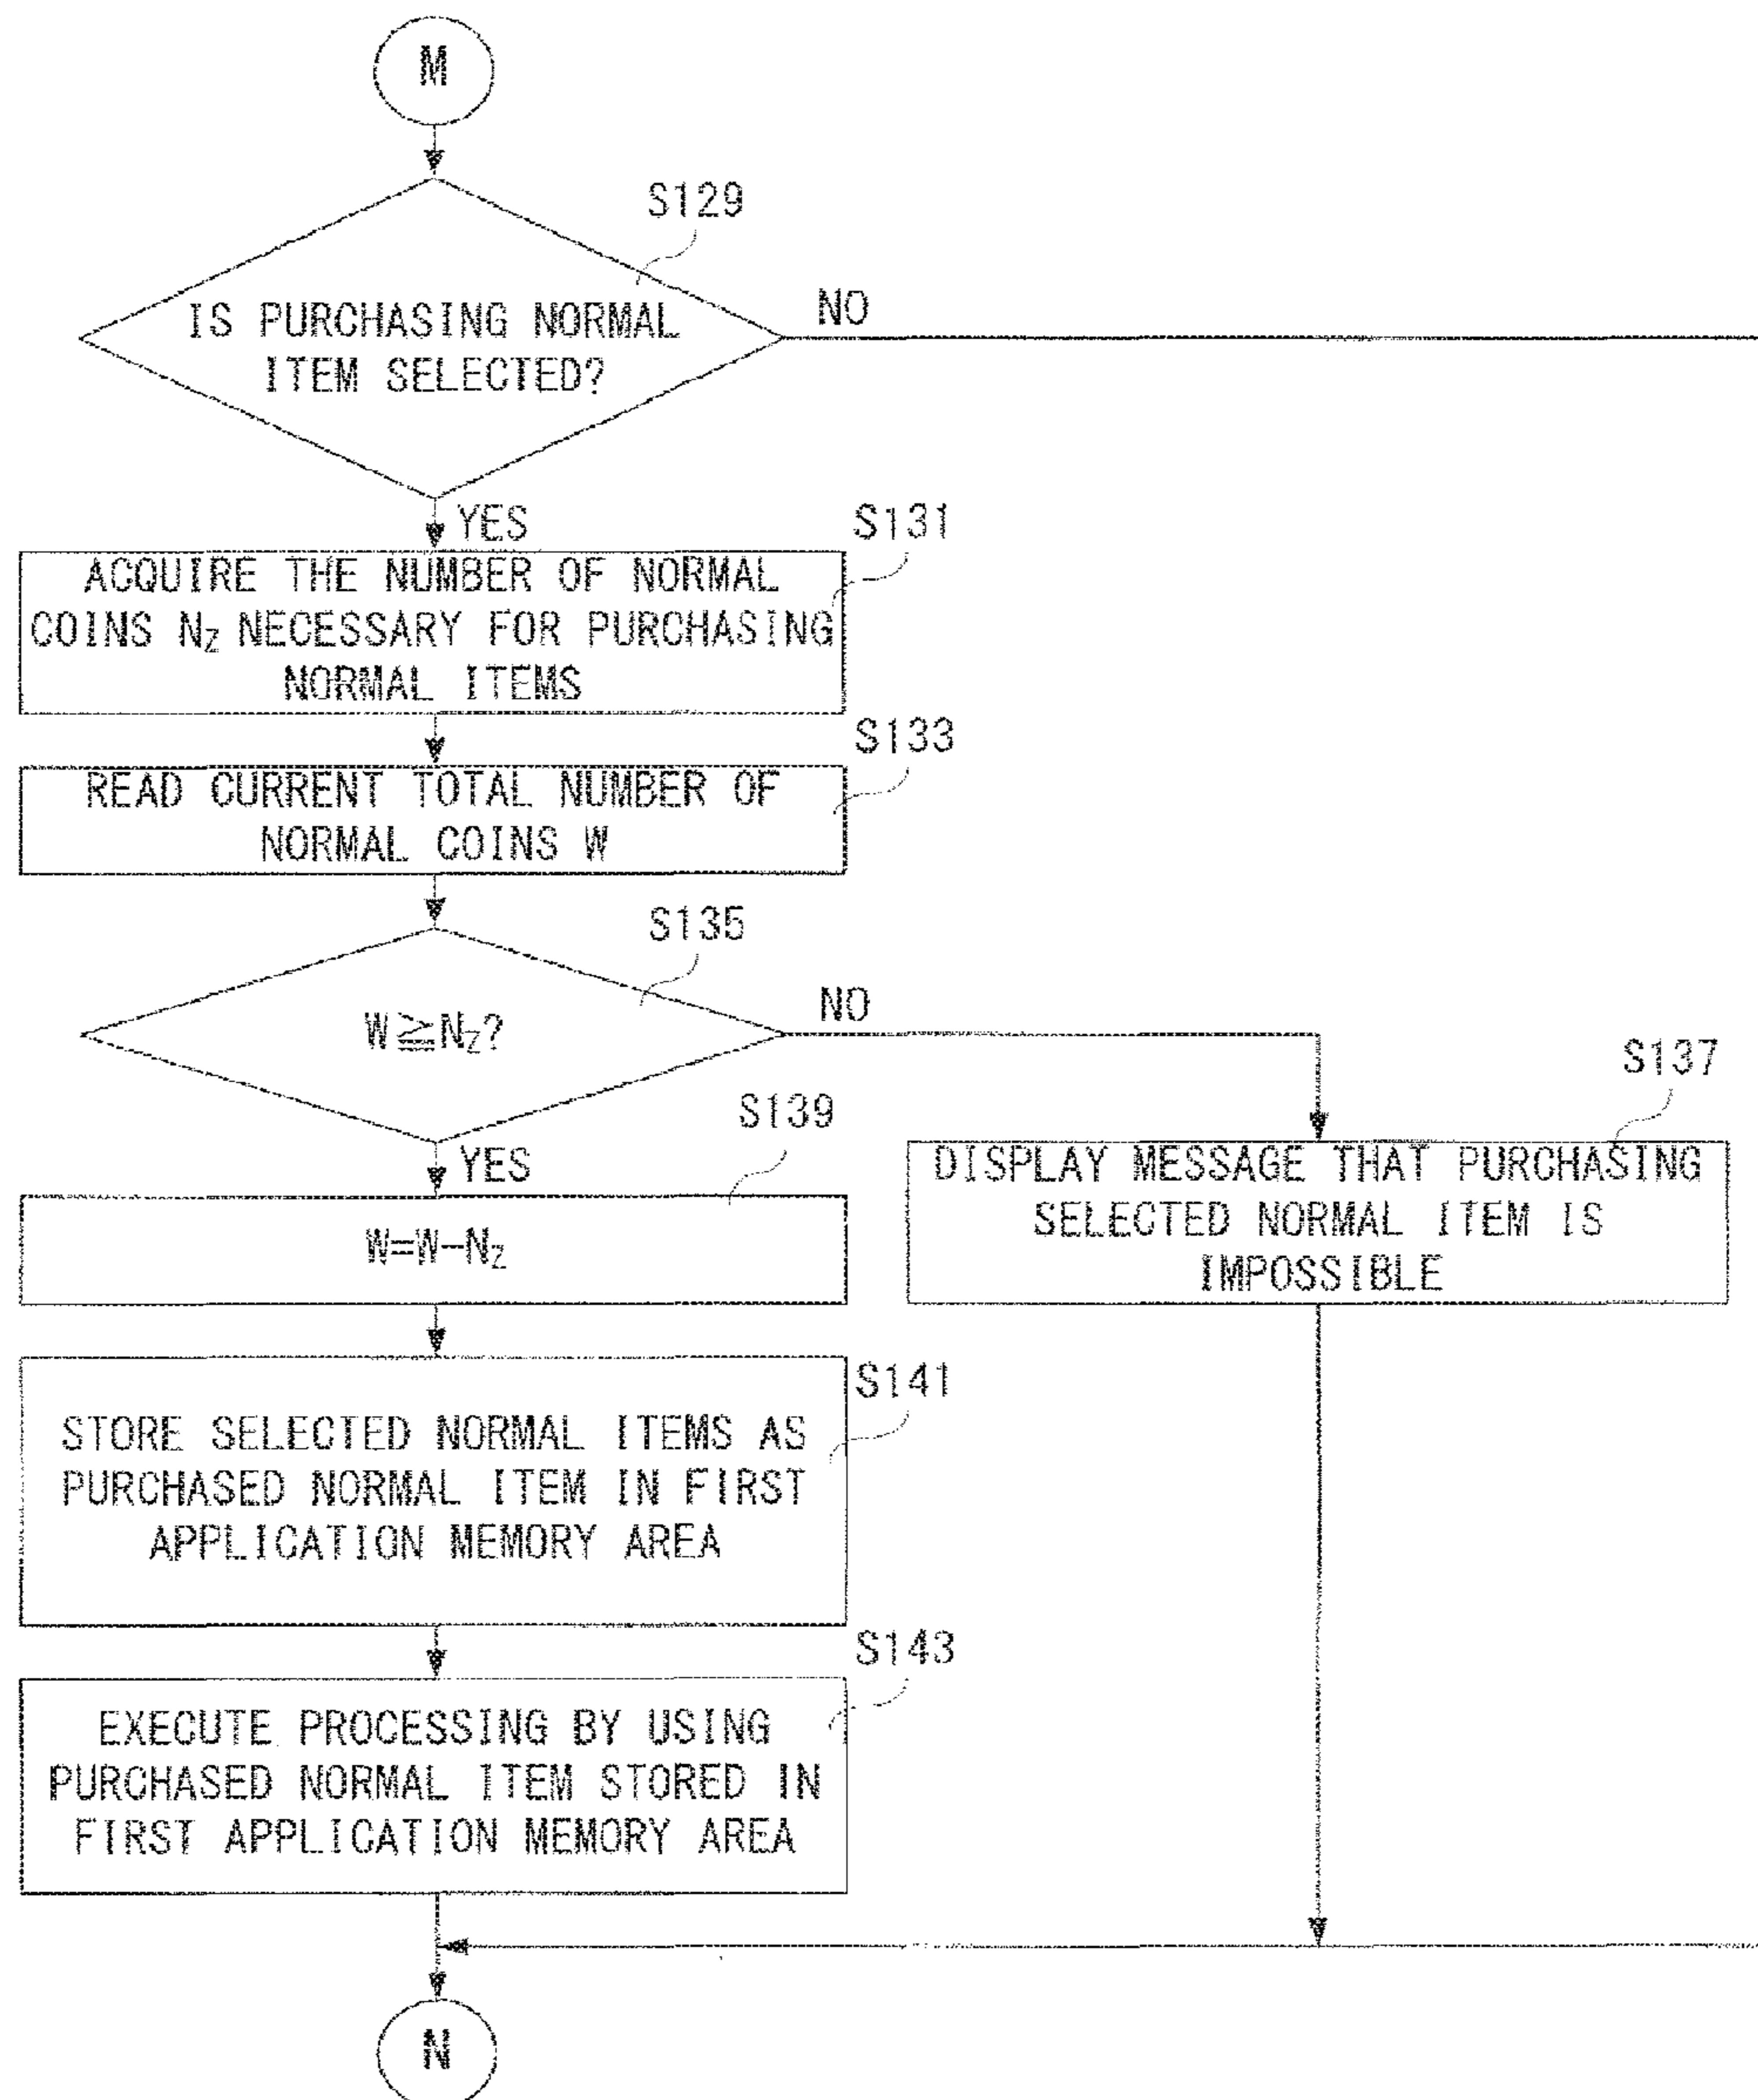 M
S129
IS PURCHASING NORMAL
ITEM SELECTED?
NO
YES
S131
ACQUIRE THE NUMBER OF NORMAL
COINS NZ NECESSARY FOR PURCHASING
NORMAL ITEMS
S133
READ CURRENT TOTAL NUMBER OF
NORMAL COINS W
S135
W≧NZ?
NO
S137
DISPLAY MESSAGE THAT PURCHASING
SELECTED NORMAL ITEM IS
IMPOSSIBLE
YES
S139
W=W-NZ
S141
STORE SELECTED NORMAL ITEMS AS
PURCHASED NORMAL ITEM IN FIRST
APPLICATION MEMORY AREA
S143
EXECUTE PROCESSING BY USING
PURCHASED NORMAL ITEM STORED IN
FIRST APPLICATION MEMORY AREA
N